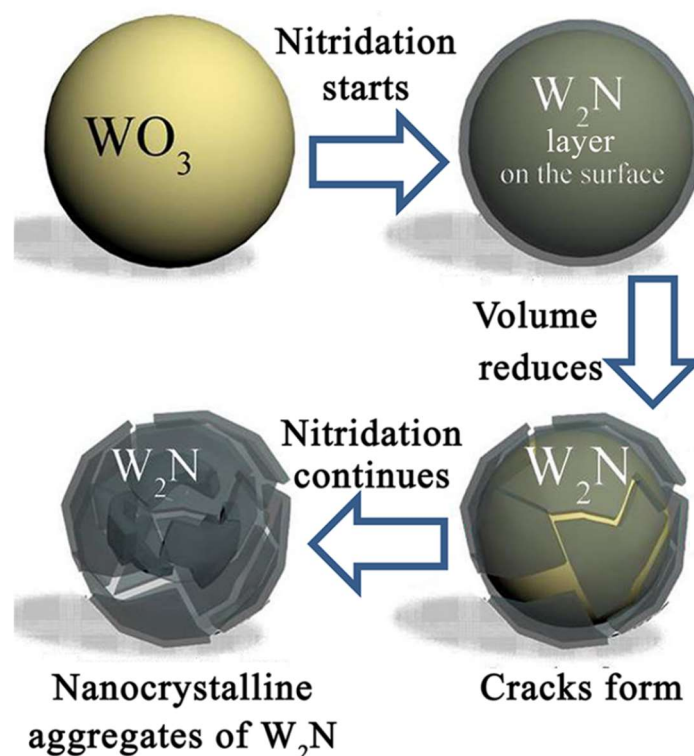 WO₃
Nitridation
starts
W₂N
layer
on the surface
Volume
reduces
W₂N
Cracks form
Nitridation
continues
W₂N
Nanocrystalline
aggregates of W₂N